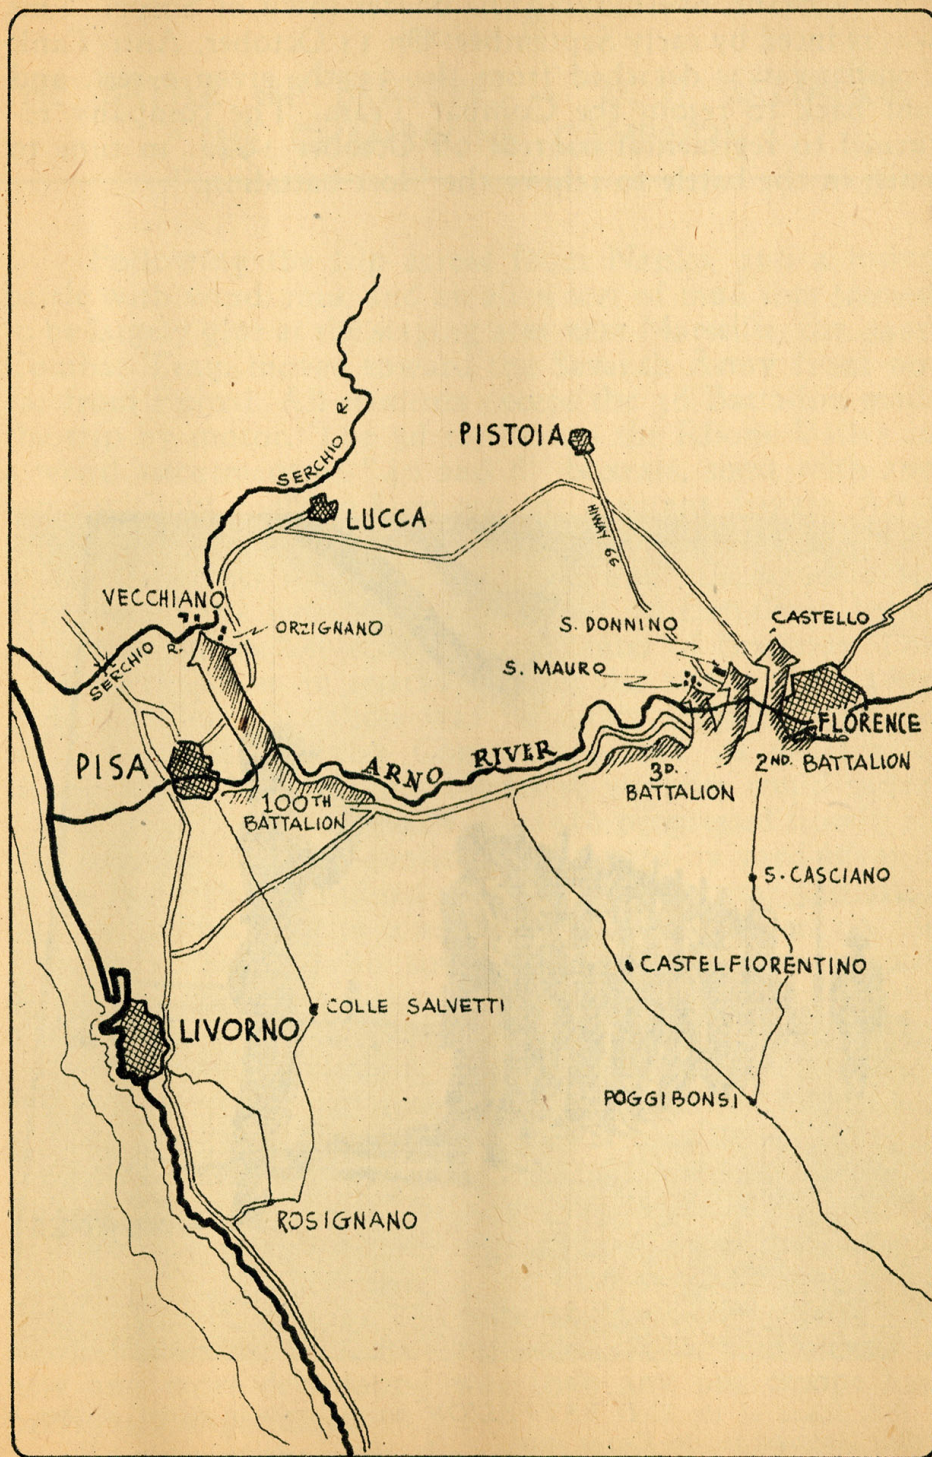 PISTOIA
SERCHIO R.
LUCCA
HIWAY 66
VECCHIANO
ORZIGNANO
SERCHIO R.
S. DONNINO
CASTELLO
S. MAURO
FLORENCE
PISA
ARNO RIVER
2ND. BATTALION
3D.
BATTALION
100TH
BATTALION
S. CASCIANO
CASTELFIORENTINO
COLLE SALVETTI
LIVORNO
POGGIBONSI
ROSIGNANO